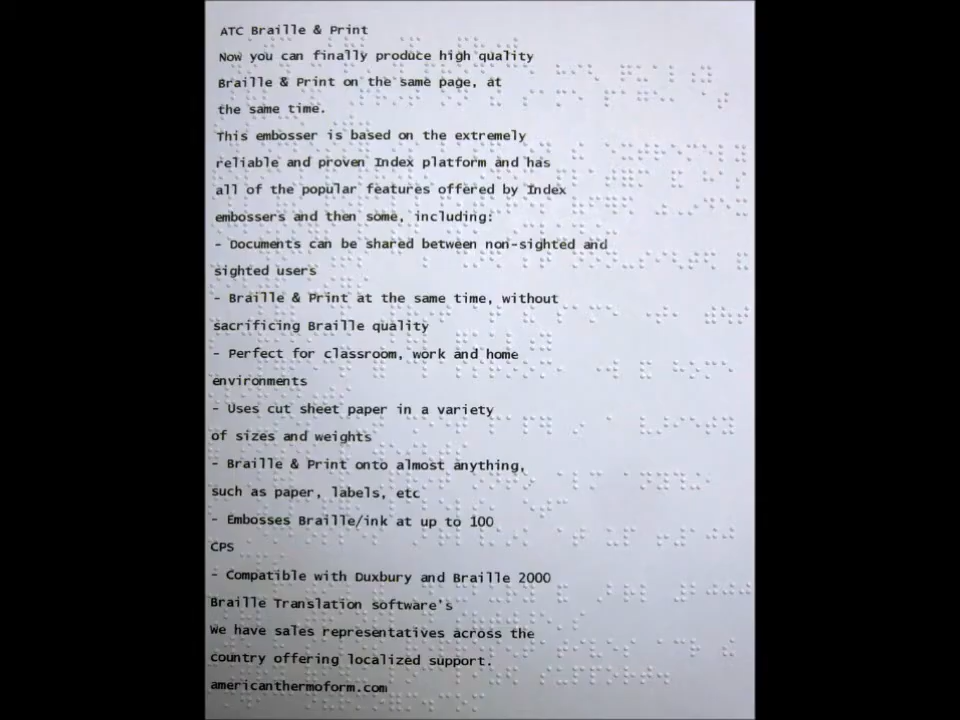 ATC Braille & Print
Now you can finally produce high quality
Braille & Print on the same page, at
the same time.
This embosser is based on the extremely
reliable and proven Index platform and has
all of the popular features offered by Index
embossers and then some, including:
- Documents can be shared between non-sighted and
sighted users
- Braille & Print at the same time, without
sacrificing Braille quality
- Perfect for classroom, work and home
environments
- Uses cut sheet paper in a variety
of sizes and weights
- Braille & Print onto almost anything,
such as paper, labels, etc
- Embosses Braille/ink at up to 100
CPS
- Compatible with Duxbury and Braille 2000
Braille Translation software's
We have sales representatives across the
country offering localized support.
americanthermoform.com